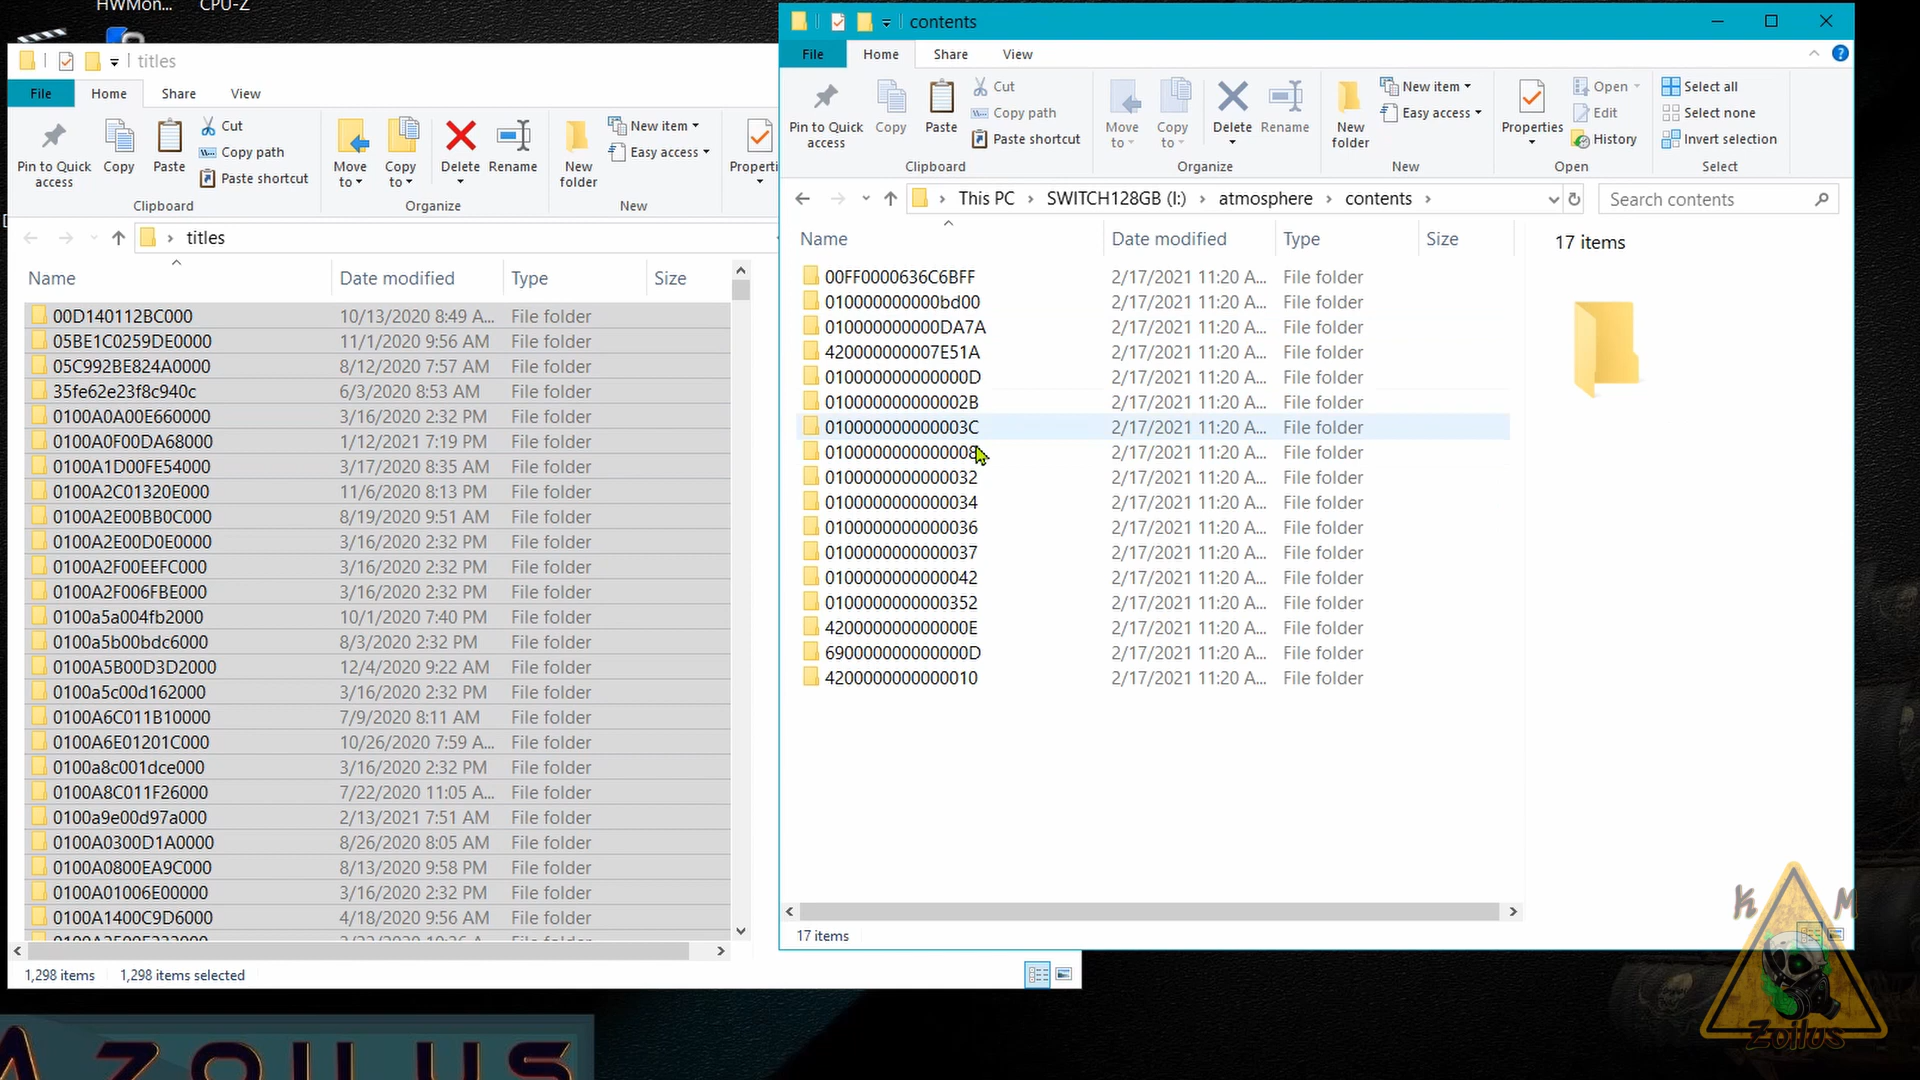 HWMon... CPU-Z
titles
File Home Share View
Pin to Quick access
Copy
Paste
Cut
Copy path
Paste shortcut
Clipboard
Move to
Copy to
Delete
Rename
Organize
New folder
New item
Easy access
New
Properti
titles
Name Date modified Type Size
00D140112BC000 10/13/2020 8:49 A... File folder
05BE1C0259DE0000 11/1/2020 9:56 AM File folder
05C992BE824A0000 8/12/2020 7:57 AM File folder
35fe62e23f8c940c 6/3/2020 8:53 AM File folder
0100A0A00E660000 3/16/2020 2:32 PM File folder
0100A0F00DA68000 1/12/2021 7:19 PM File folder
0100A1D00FE54000 3/17/2020 8:35 AM File folder
0100A2C01320E000 11/6/2020 8:13 PM File folder
0100A2E00BB0C000 8/19/2020 9:51 AM File folder
0100A2E00D0E0000 3/16/2020 2:32 PM File folder
0100A2F00EEFC000 3/16/2020 2:32 PM File folder
0100A2F006FBE000 3/16/2020 2:32 PM File folder
0100a5a004fb2000 10/1/2020 7:40 PM File folder
0100a5b00bdc6000 8/3/2020 2:32 PM File folder
0100A5B00D3D2000 12/4/2020 9:22 AM File folder
0100a5c00d162000 3/16/2020 2:32 PM File folder
0100A6C011B10000 7/9/2020 8:11 AM File folder
0100A6E01201C000 10/26/2020 7:59 A... File folder
0100a8c001dce000 3/16/2020 2:32 PM File folder
0100A8C011F26000 7/22/2020 11:05 A... File folder
0100a9e00d97a000 2/13/2021 7:51 AM File folder
0100A0300D1A0000 8/26/2020 8:05 AM File folder
0100A0800EA9C000 8/13/2020 9:58 PM File folder
0100A01006E00000 3/16/2020 2:32 PM File folder
0100A1400C9D6000 4/18/2020 9:56 AM File folder
1,298 items 1,298 items selected
contents
File Home Share View
Pin to Quick access
Copy
Paste
Cut
Copy path
Paste shortcut
Clipboard
Move to
Copy to
Delete
Rename
Organize
New folder
New item
Easy access
New
Properties
Open
Edit
History
Open
Select all
Select none
Invert selection
Select
This PC SWITCH128GB (I:) atmosphere contents
Search contents
Name Date modified Type Size
17 items
00FF0000636C6BFF 2/17/2021 11:20 A... File folder
010000000000bd00 2/17/2021 11:20 A... File folder
010000000000DA7A 2/17/2021 11:20 A... File folder
420000000007E51A 2/17/2021 11:20 A... File folder
010000000000000D 2/17/2021 11:20 A... File folder
010000000000002B 2/17/2021 11:20 A... File folder
010000000000003C 2/17/2021 11:20 A... File folder
0100000000000008 2/17/2021 11:20 A... File folder
0100000000000032 2/17/2021 11:20 A... File folder
0100000000000034 2/17/2021 11:20 A... File folder
0100000000000036 2/17/2021 11:20 A... File folder
0100000000000037 2/17/2021 11:20 A... File folder
0100000000000042 2/17/2021 11:20 A... File folder
0100000000000352 2/17/2021 11:20 A... File folder
420000000000000E 2/17/2021 11:20 A... File folder
690000000000000D 2/17/2021 11:20 A... File folder
4200000000000010 2/17/2021 11:20 A... File folder
17 items
K M
Zoilus
A ZOILUS